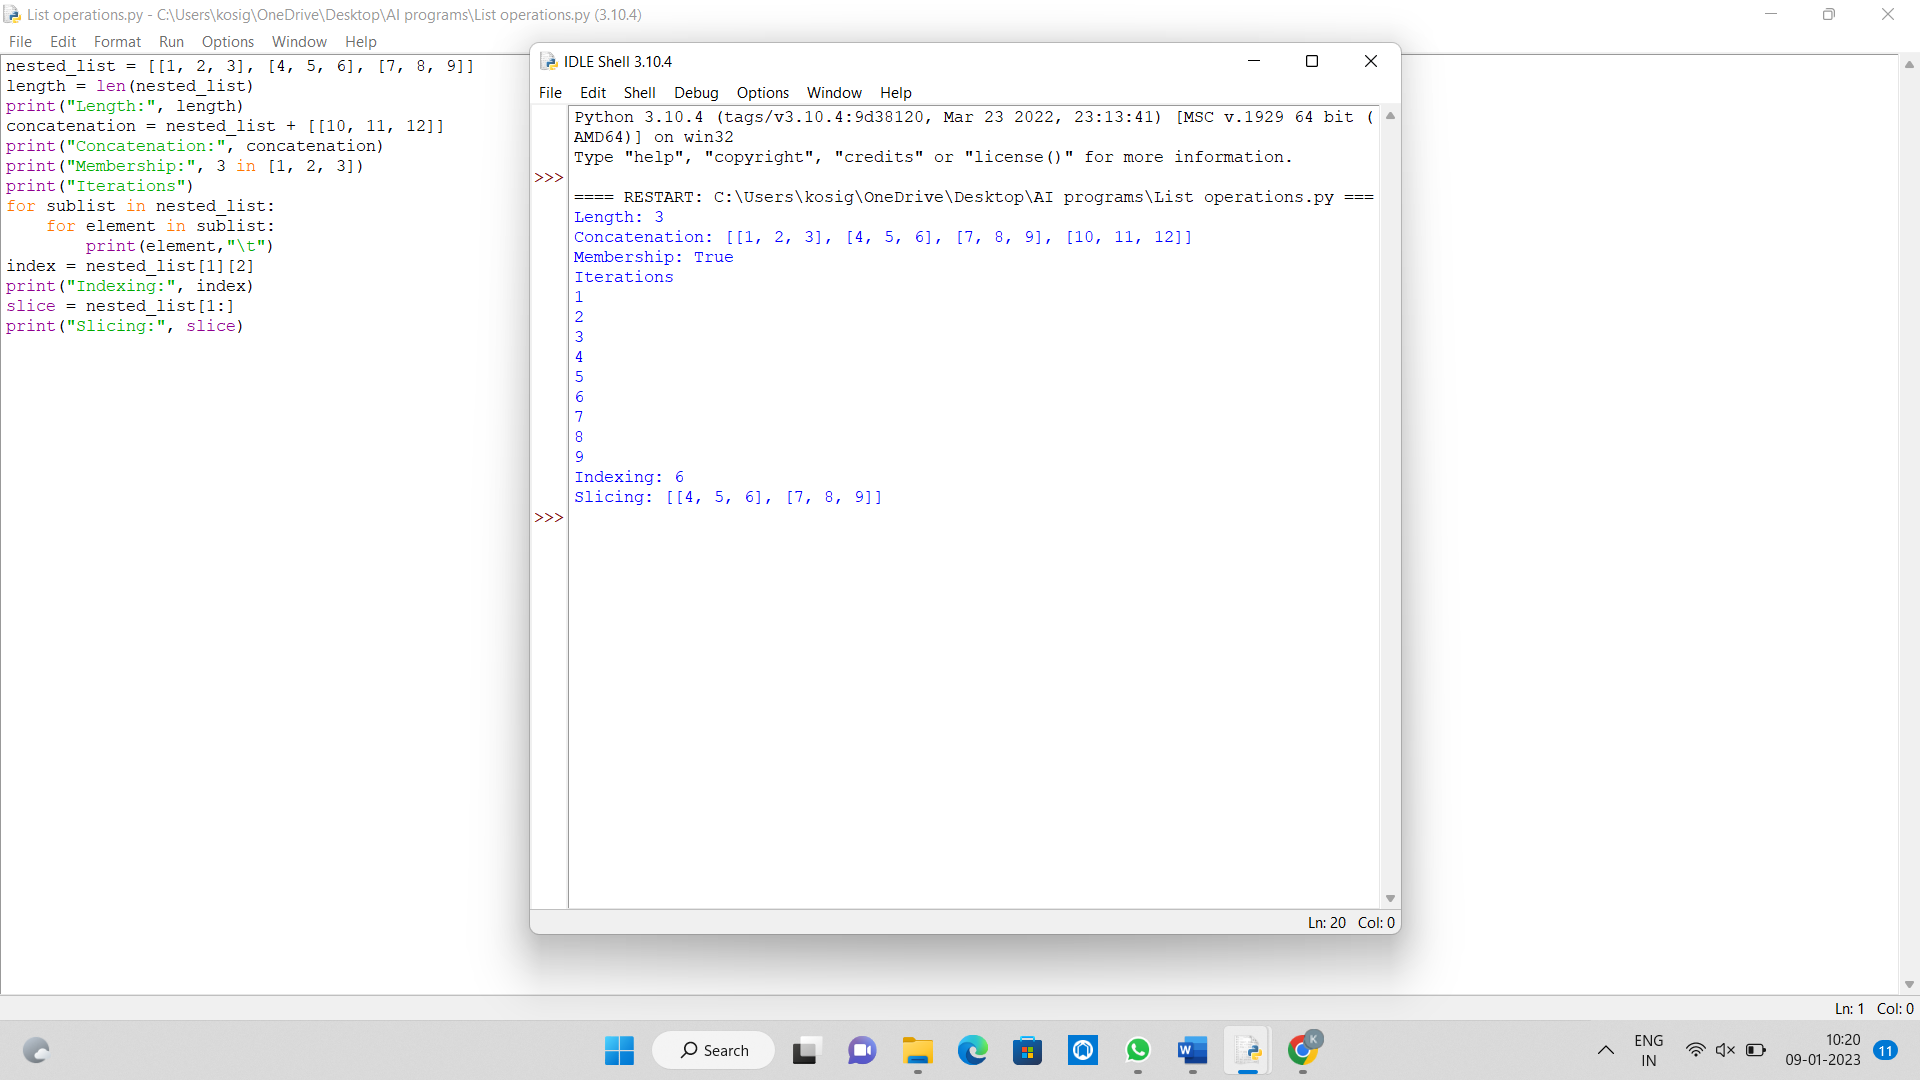 List operations.py - C:\Users\kosig\OneDrive\Desktop\AI programs\List operations.py (3.10.4)
File Edit Format Run Options Window Help
nested_list = [[1, 2, 3], [4, 5, 6], [7, 8, 9]]
length = len(nested_list)
print("Length:", length)
concatenation = nested_list + [[10, 11, 12]]
print("Concatenation:", concatenation)
print("Membership:", 3 in [1, 2, 3])
print("Iterations")
for sublist in nested_list:
    for element in sublist:
        print(element,"\t")
index = nested_list[1][2]
print("Indexing:", index)
slice = nested_list[1:]
print("Slicing:", slice)
IDLE Shell 3.10.4
File Edit Shell Debug Options Window Help
Python 3.10.4 (tags/v3.10.4:9d38120, Mar 23 2022, 23:13:41) [MSC v.1929 64 bit (
AMD64)] on win32
Type "help", "copyright", "credits" or "license()" for more information.
>>>
==== RESTART: C:\Users\kosig\OneDrive\Desktop\AI programs\List operations.py ===
Length: 3
Concatenation: [[1, 2, 3], [4, 5, 6], [7, 8, 9], [10, 11, 12]]
Membership: True
Iterations
1
2
3
4
5
6
7
8
9
Indexing: 6
Slicing: [[4, 5, 6], [7, 8, 9]]
>>>
Ln: 20 Col: 0
Ln: 1 Col: 0
Search
W
K
ENG
IN
10:20
09-01-2023
11